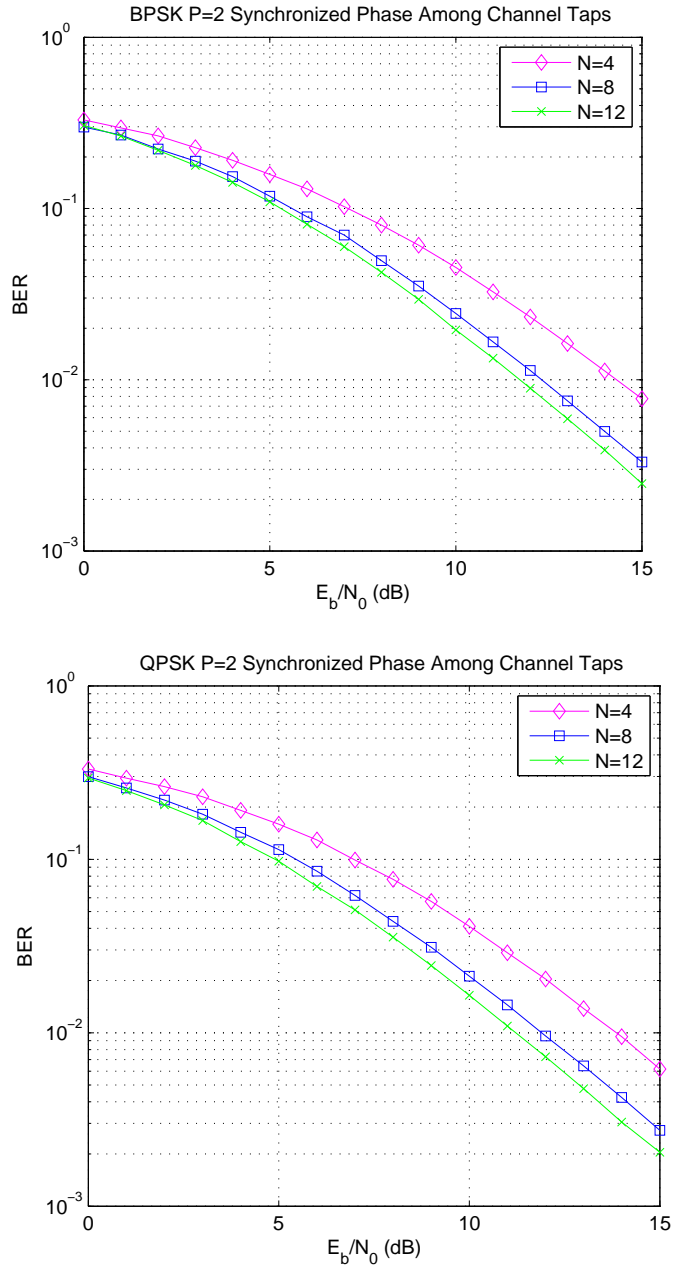 BPSK P=2 Synchronized Phase Among Channel Taps
10^0
10^-1
10^-2
10^-3
BER
N=4
N=8
N=12
0
5
10
15
E_b/N_0 (dB)
QPSK P=2 Synchronized Phase Among Channel Taps
10^0
10^-1
10^-2
10^-3
BER
N=4
N=8
N=12
0
5
10
15
E_b/N_0 (dB)